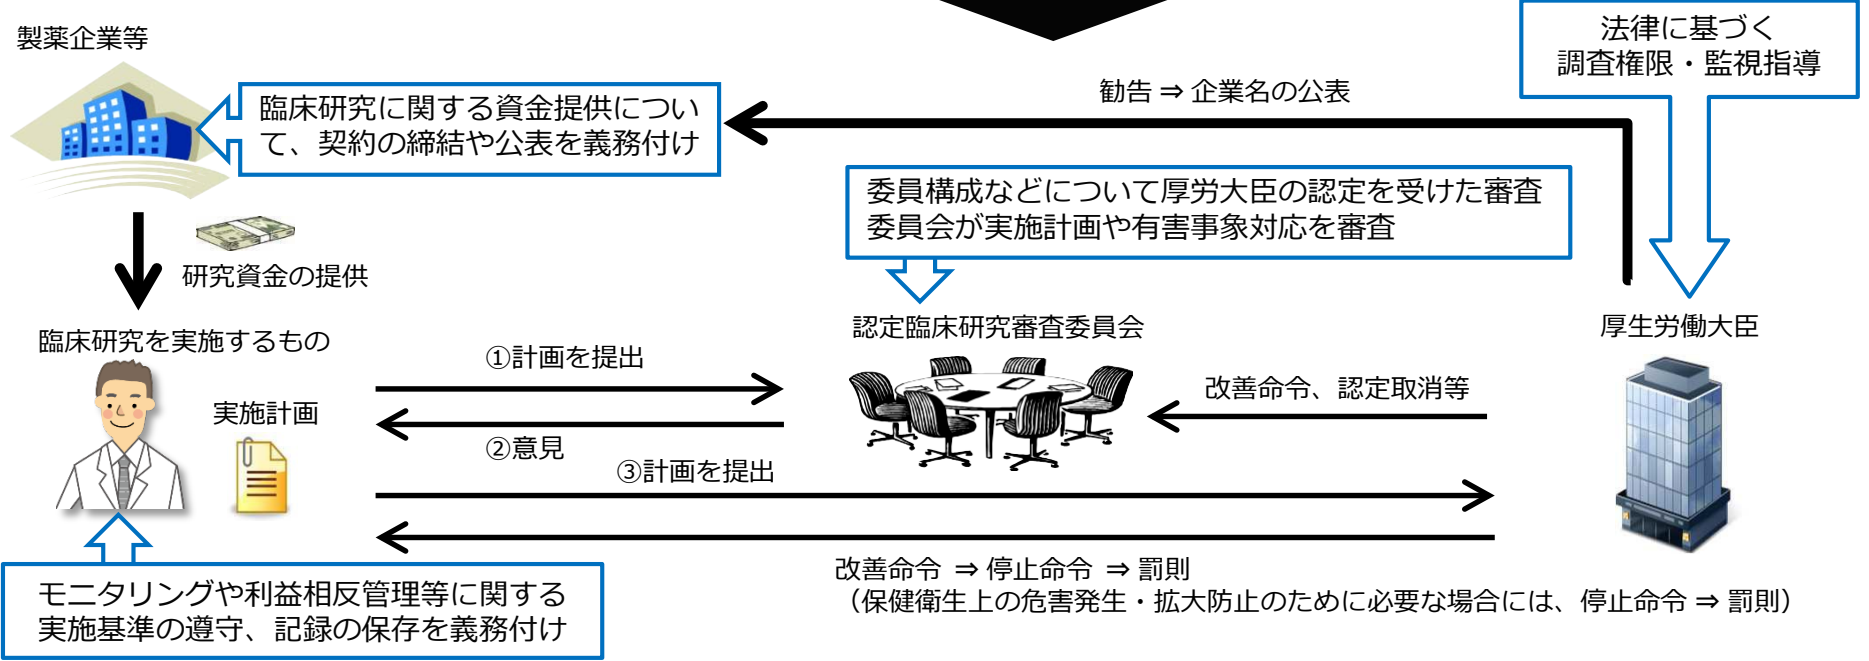 製薬企業等
法律に基づく
調査権限・監視指導
臨床研究に関する資金提供につい
て、契約の締結や公表を義務付け
勧告 ⇒ 企業名の公表
委員構成などについて厚労大臣の認定を受けた審査
委員会が実施計画や有害事象対応を審査
研究資金の提供
臨床研究を実施するもの
認定臨床研究審査委員会
厚生労働大臣
①計画を提出
実施計画
改善命令、認定取消等
②意見
③計画を提出
改善命令 ⇒ 停止命令 ⇒ 罰則
（保健衛生上の危害発生・拡大防止のために必要な場合には、停止命令 ⇒ 罰則）
モニタリングや利益相反管理等に関する
実施基準の遵守、記録の保存を義務付け